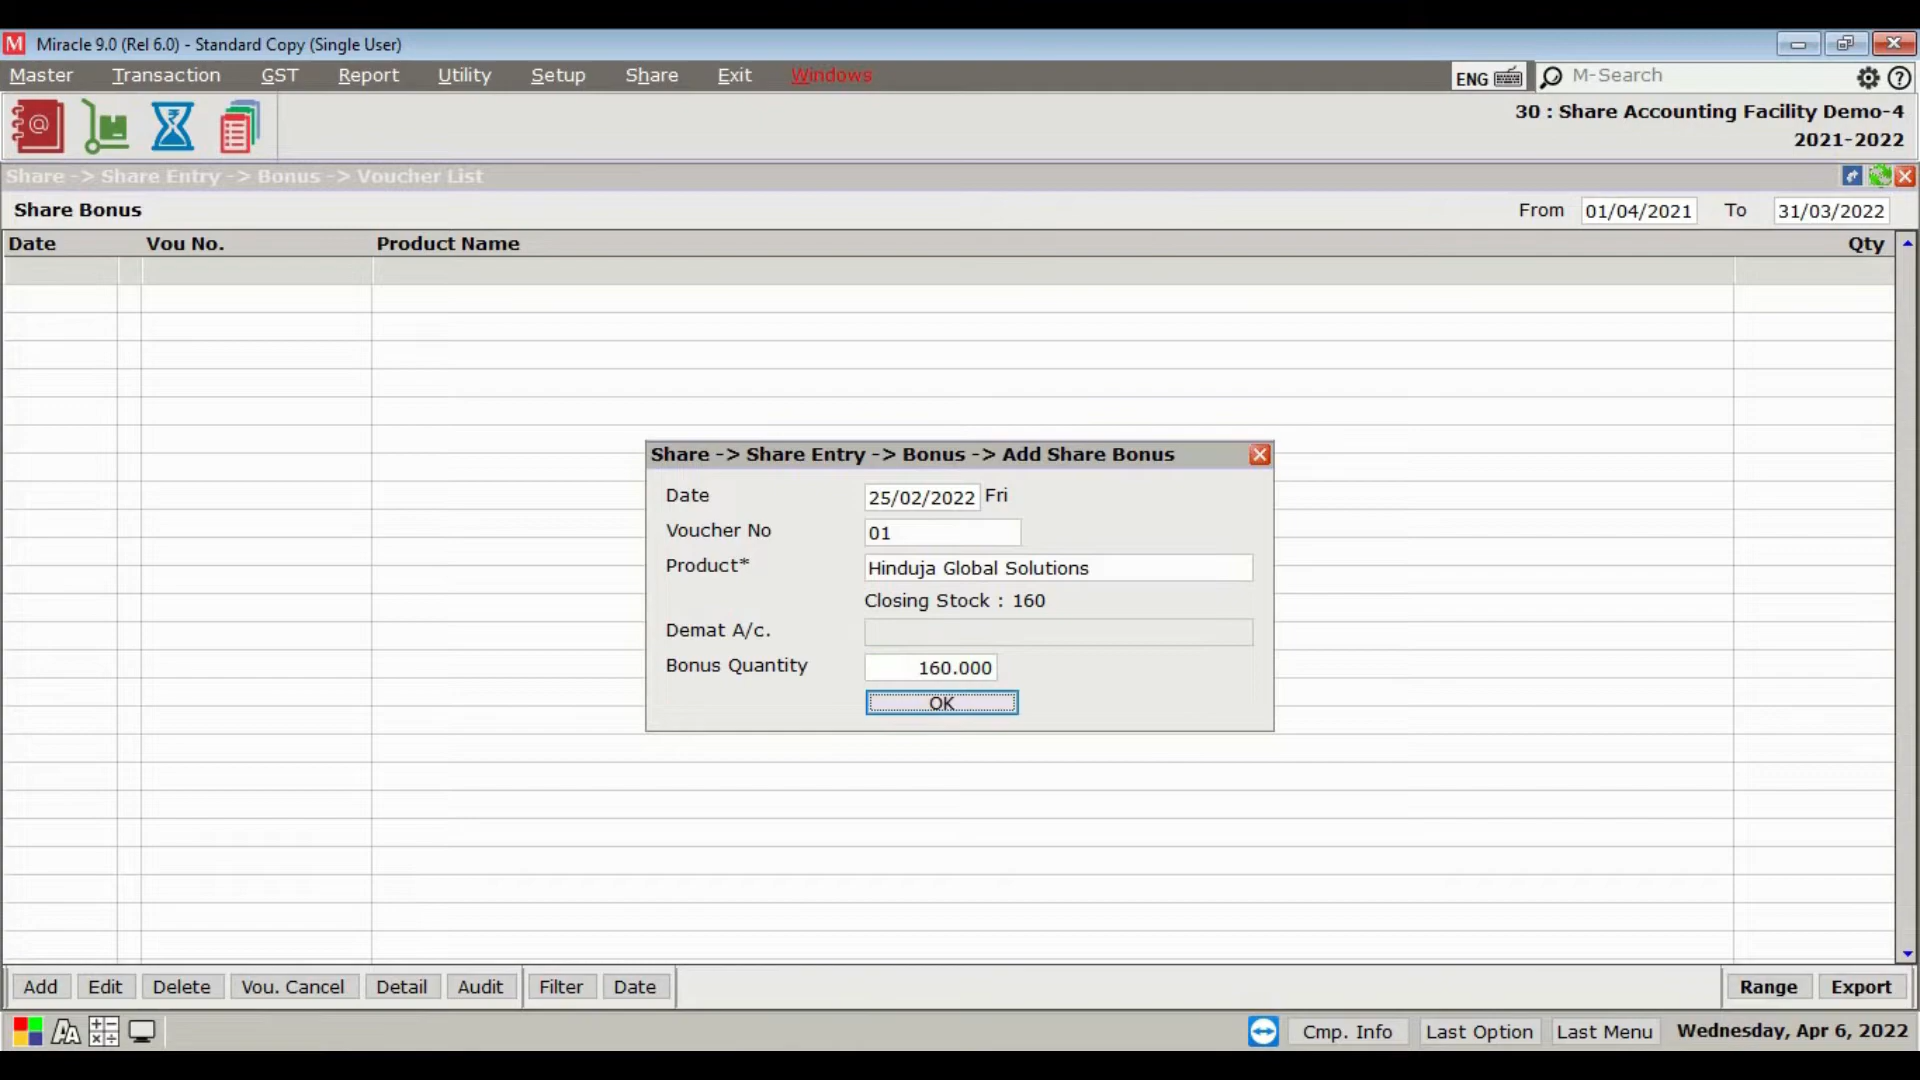 M Miracle 9.0 (Rel 6.0) - Standard Copy (Single User)
Master Transaction GST Report Utility Setup Share Exit Windows ENG M-Search
30 : Share Accounting Facility Demo-4
2021-2022
Share -> Share Entry -> Bonus -> Voucher List
Share Bonus From 01/04/2021 To 31/03/2022
Date Vou No. Product Name Qty
Share -> Share Entry -> Bonus -> Add Share Bonus
Date 25/02/2022 Fri
Voucher No 01
Product* Hinduja Global Solutions
Closing Stock : 160
Demat A/c.
Bonus Quantity 160.000
OK
Add Edit Delete Vou. Cancel Detail Audit Filter Date Range Export
Cmp. Info Last Option Last Menu Wednesday, Apr 6, 2022